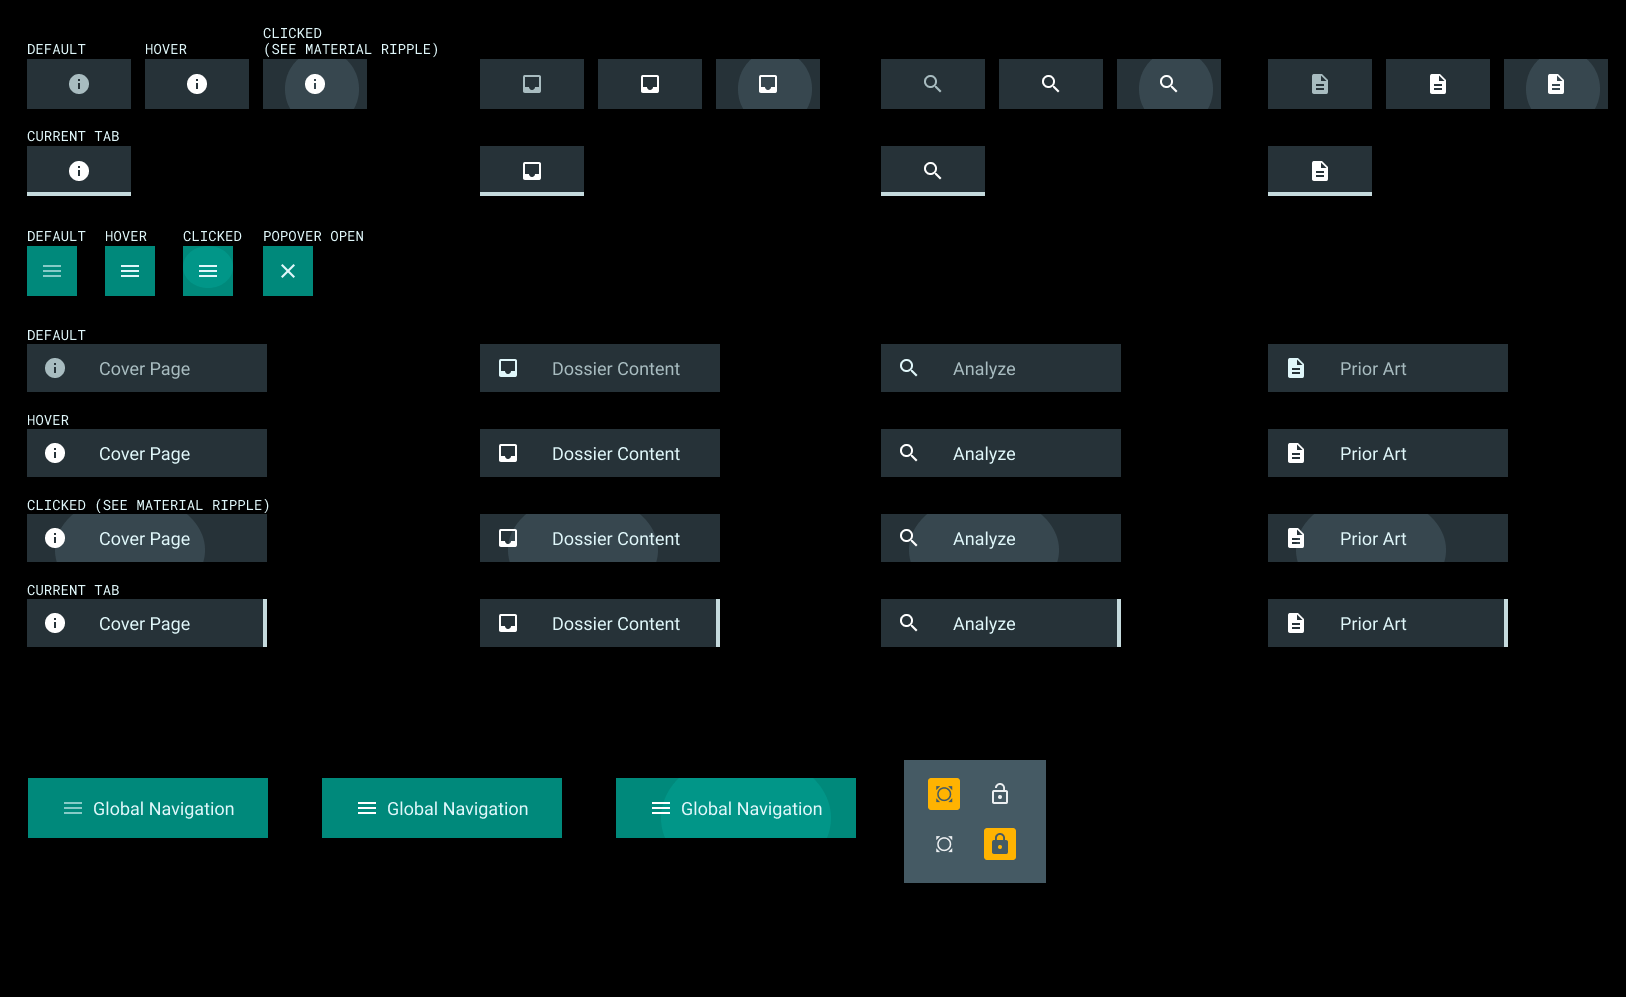 CLICKED
DEFAULT HOVER (SEE MATERIAL RIPPLE)
CURRENT TAB
DEFAULT HOVER CLICKED POPOVER OPEN
DEFAULT
Cover Page Dossier Content Analyze Prior Art
HOVER
Cover Page Dossier Content Analyze Prior Art
CLICKED (SEE MATERIAL RIPPLE)
Cover Page Dossier Content Analyze Prior Art
CURRENT TAB
Cover Page Dossier Content Analyze Prior Art
Global Navigation Global Navigation Global Navigation